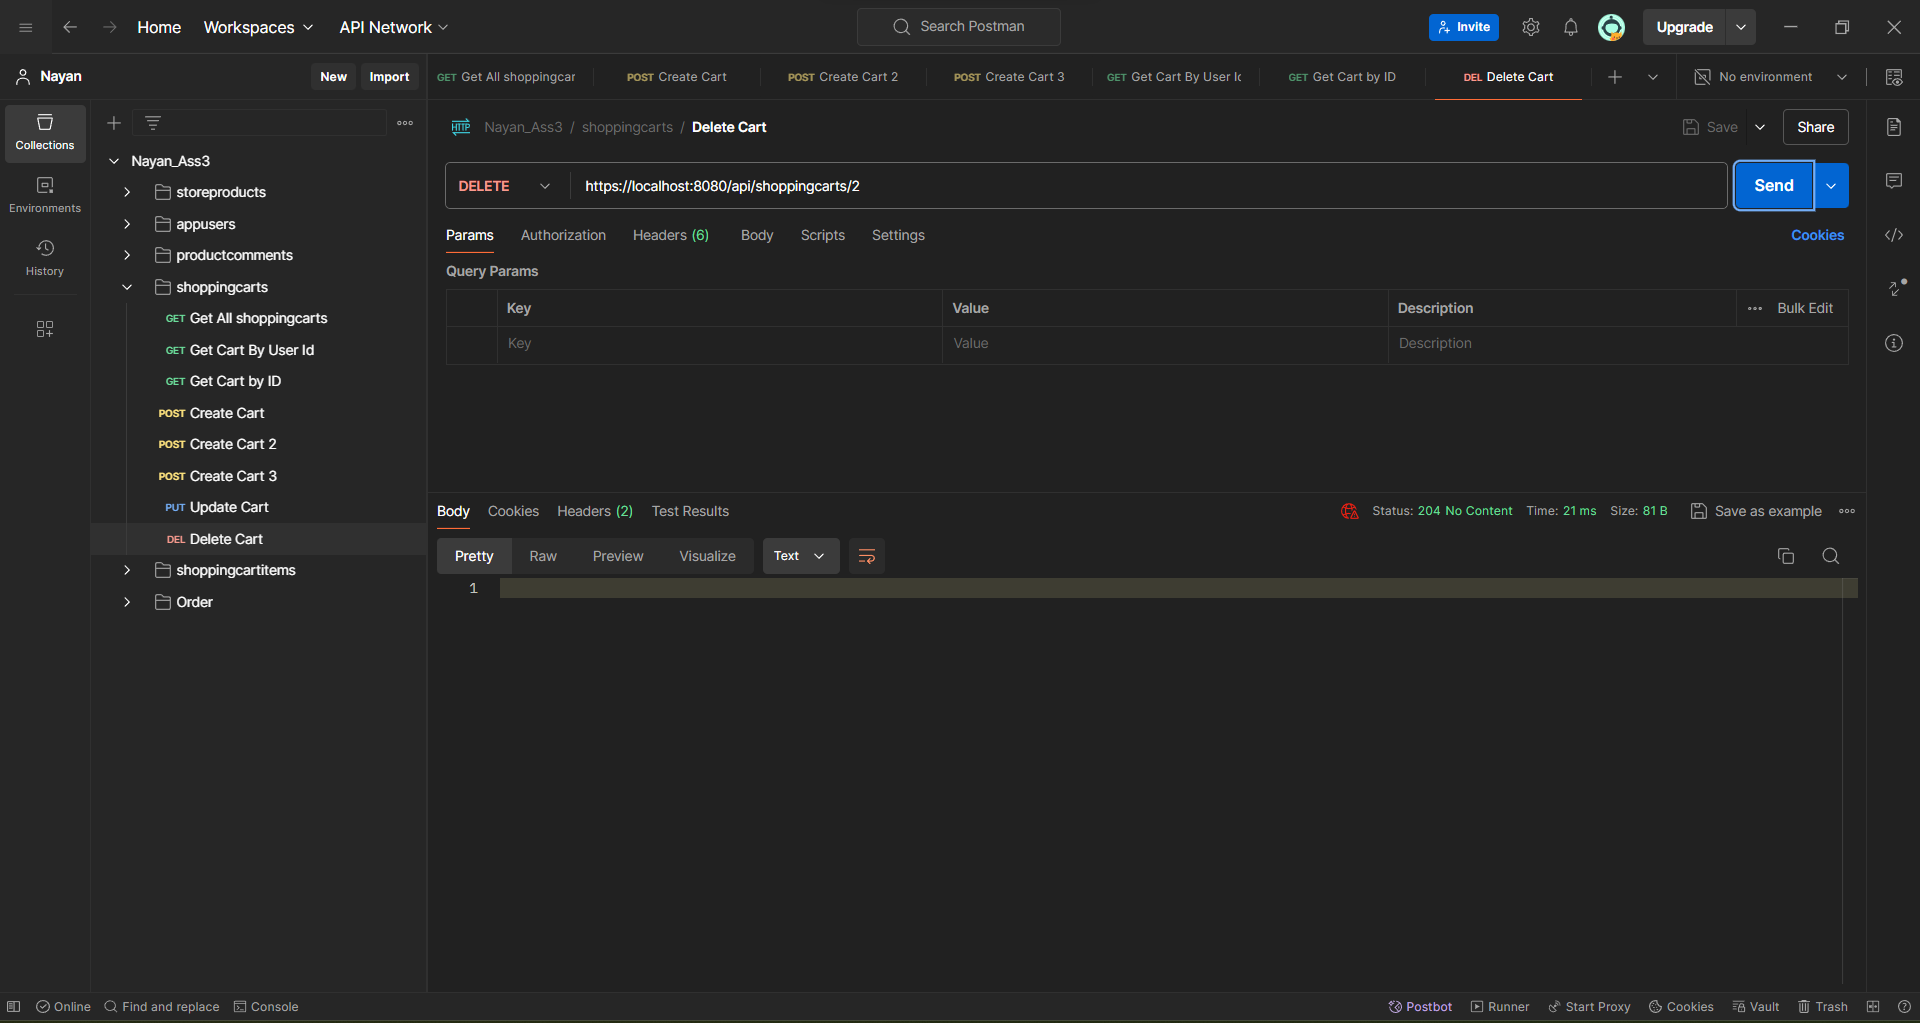 Home Workspaces API Network Search Postman Invite Upgrade
Nayan New Import
GET Get All shoppingcar POST Create Cart POST Create Cart 2 POST Create Cart 3 GET Get Cart By User Ic GET Get Cart by ID DEL Delete Cart No environment
Collections
Environments
History
Nayan_Ass3
storeproducts
appusers
productcomments
shoppingcarts
GET Get All shoppingcarts
GET Get Cart By User Id
GET Get Cart by ID
POST Create Cart
POST Create Cart 2
POST Create Cart 3
PUT Update Cart
DEL Delete Cart
shoppingcartitems
Order
HTTP Nayan_Ass3 / shoppingcarts / Delete Cart Save Share
DELETE https://localhost:8080/api/shoppingcarts/2 Send
Params Authorization Headers (6) Body Scripts Settings Cookies
Query Params
Key Value Description Bulk Edit
Key Value Description
Body Cookies Headers (2) Test Results Status: 204 No Content Time: 21 ms Size: 81 B Save as example
Pretty Raw Preview Visualize Text
1
Online Find and replace Console Postbot Runner Start Proxy Cookies Vault Trash